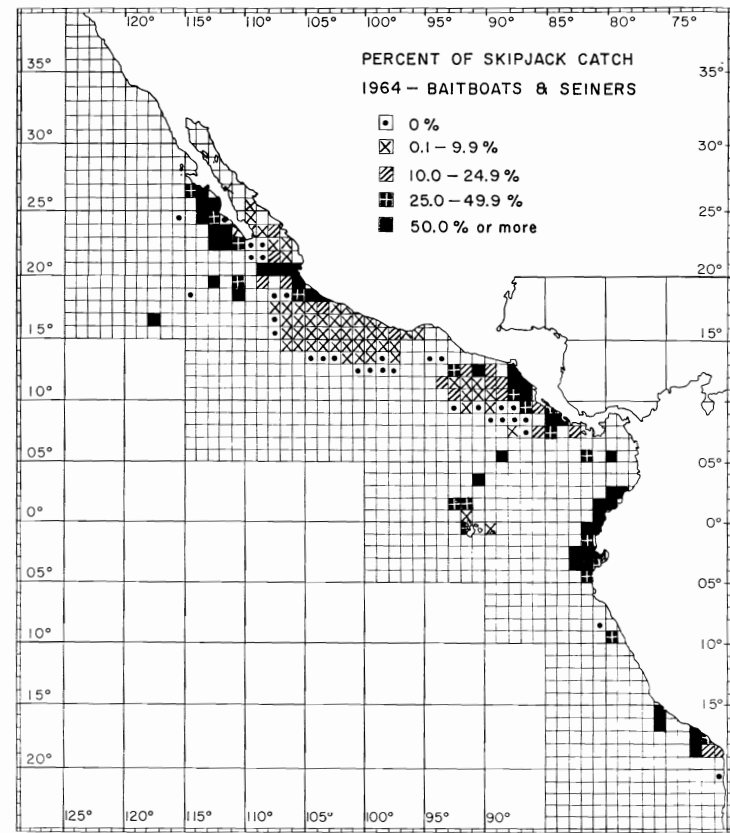 120° 115° 110° 105° 100° 95° 90° 85° 80° 75°
PERCENT OF SKIPJACK CATCH
1964 – BAITBOATS & SEINERS
0 %
0.1 – 9.9 %
10.0 – 24.9 %
25.0 – 49.9 %
50.0 % or more
35° 35°
30° 30°
25° 25°
20° 20°
15° 15°
10° 10°
05° 05°
0° 0°
05° 05°
10° 10°
15° 15°
20° 20°
125° 120° 115° 110° 105° 100° 95° 90°